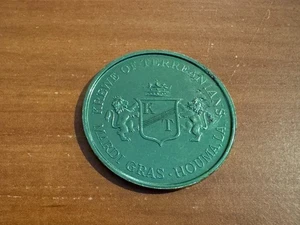 KREWE OF TERREANIANS
K
T
MARDI GRAS - HOUMA, LA